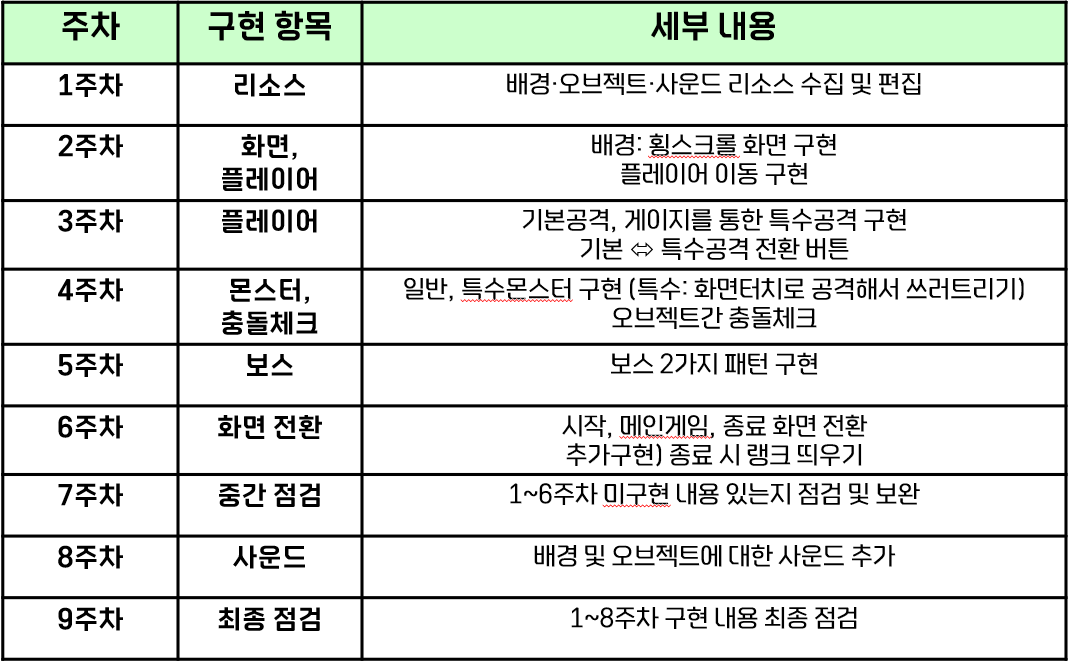 주차 구현 항목 세부 내용
1주차 리소스 배경·오브젝트·사운드 리소스 수집 및 편집
2주차 화면, 배경: 횡스크롤 화면 구현
플레이어 플레이어 이동 구현
3주차 플레이어 기본공격, 게이지를 통한 특수공격 구현
기본 ⇔ 특수공격 전환 버튼
4주차 몬스터, 일반, 특수몬스터 구현 (특수: 화면터치로 공격해서 쓰러트리기)
충돌체크 오브젝트간 충돌체크
5주차 보스 보스 2가지 패턴 구현
6주차 화면 전환 시작, 메인게임, 종료 화면 전환
추가구현) 종료 시 랭크 띄우기
7주차 중간 점검 1~6주차 미구현 내용 있는지 점검 및 보완
8주차 사운드 배경 및 오브젝트에 대한 사운드 추가
9주차 최종 점검 1~8주차 구현 내용 최종 점검